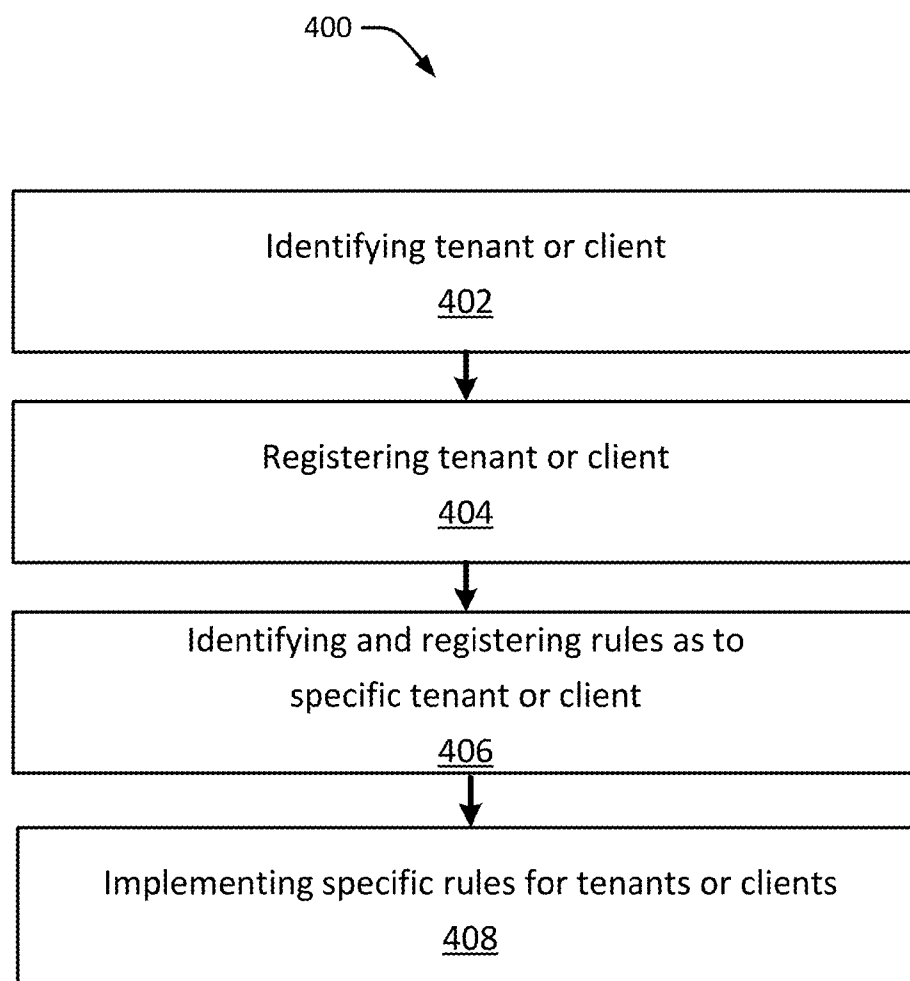 400
Identifying tenant or client
402
Registering tenant or client
404
Identifying and registering rules as to
specific tenant or client
406
Implementing specific rules for tenants or clients
408